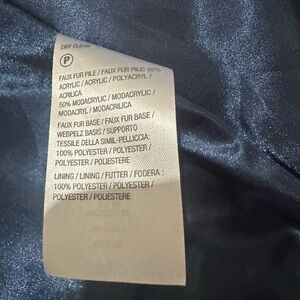 DRY CLEAN
P
FAUX FUR PILE / FAUX FUR PILE: 50%
ACRYLIC / ACRYLIC / POLYACRYL /
ACRILICA
50% MODACRYLIC / MODACRYLIC /
MODACRYL / MODACRILICA
FAUX FUR BASE / FAUX FUR BASE /
WEBPELZ BASIS / SUPPORTO
TESSILE DELLA SIMIL-PELLICCIA:
100% POLYESTER / POLYESTER /
POLYESTER / POLIESTERE
LINING / LINING / FUTTER / FODERA :
100% POLYESTER / POLYESTER /
POLYESTER / POLIESTERE